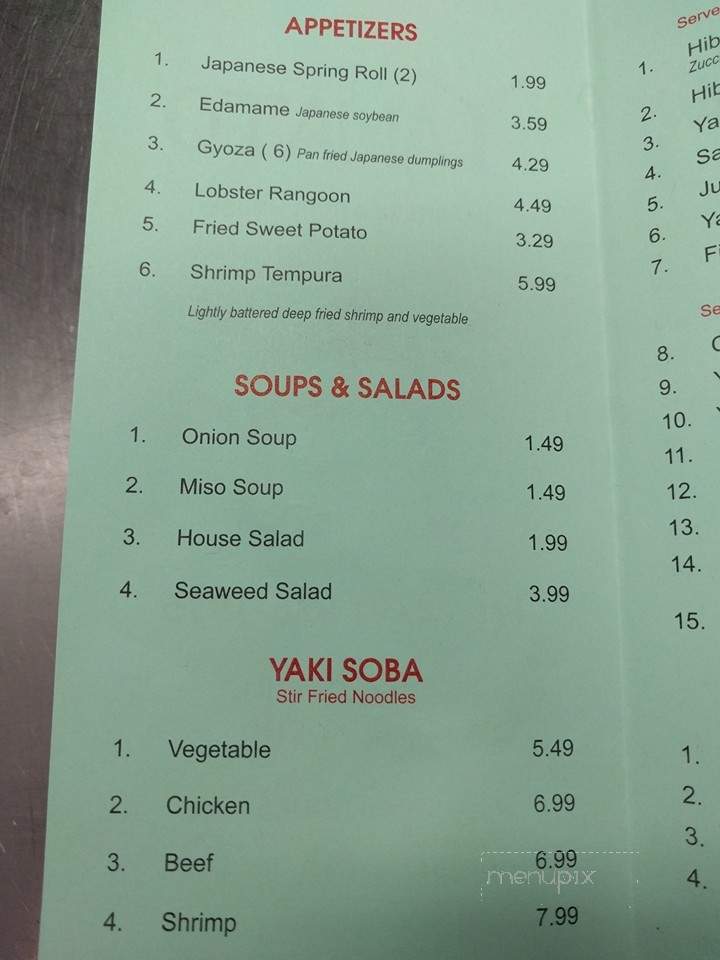 APPETIZERS
1. Japanese Spring Roll (2) 1.99
2. Edamame Japanese soybean 3.59
3. Gyoza ( 6) Pan fried Japanese dumplings 4.29
4. Lobster Rangoon 4.49
5. Fried Sweet Potato 3.29
6. Shrimp Tempura 5.99
Lightly battered deep fried shrimp and vegetable
SOUPS & SALADS
1. Onion Soup 1.49
2. Miso Soup 1.49
3. House Salad 1.99
4. Seaweed Salad 3.99
YAKI SOBA
Stir Fried Noodles
1. Vegetable 5.49
2. Chicken 6.99
3. Beef 6.99
4. Shrimp 7.99
menupix
1.
2.
3.
4.
5.
6.
7.
8.
9.
10.
11.
12.
13.
14.
15.
1.
2.
3.
4.